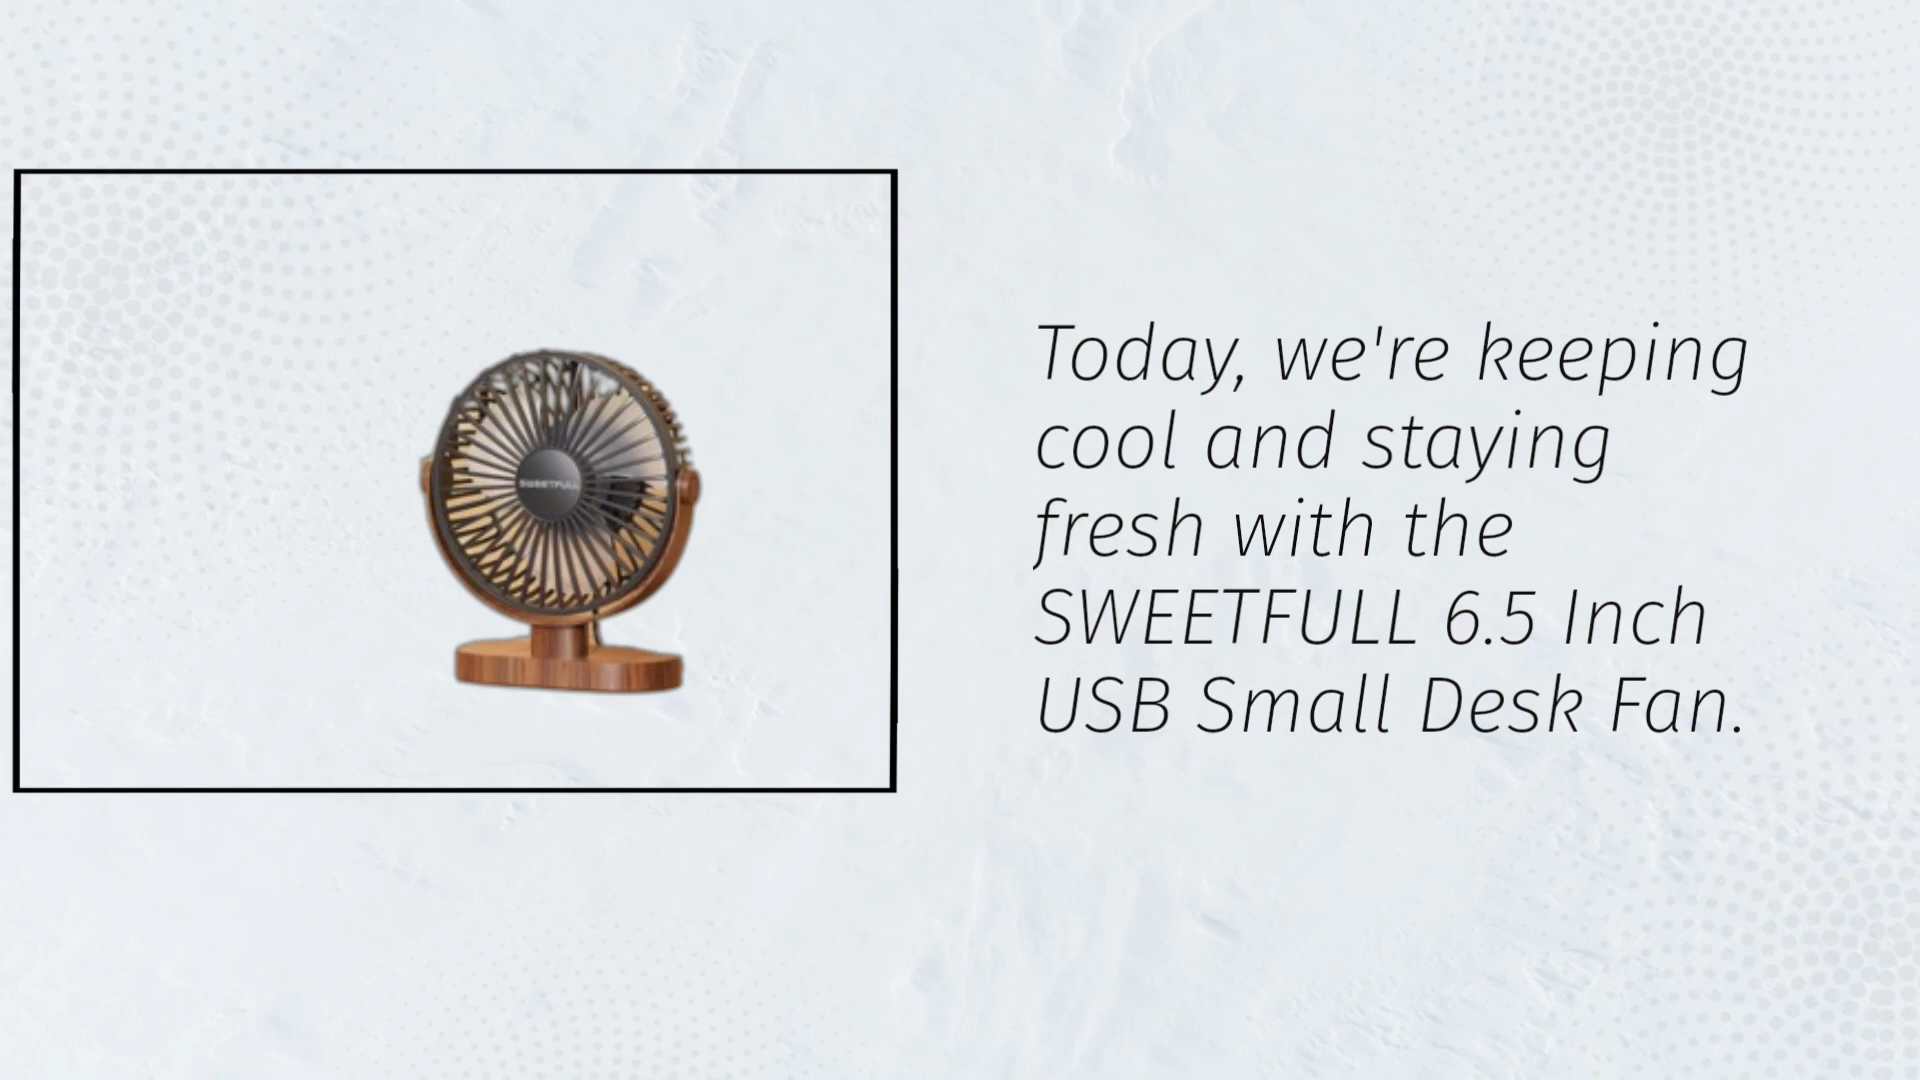 SWEETFULL
Today, we're keeping
cool and staying
fresh with the
SWEETFULL 6.5 Inch
USB Small Desk Fan.